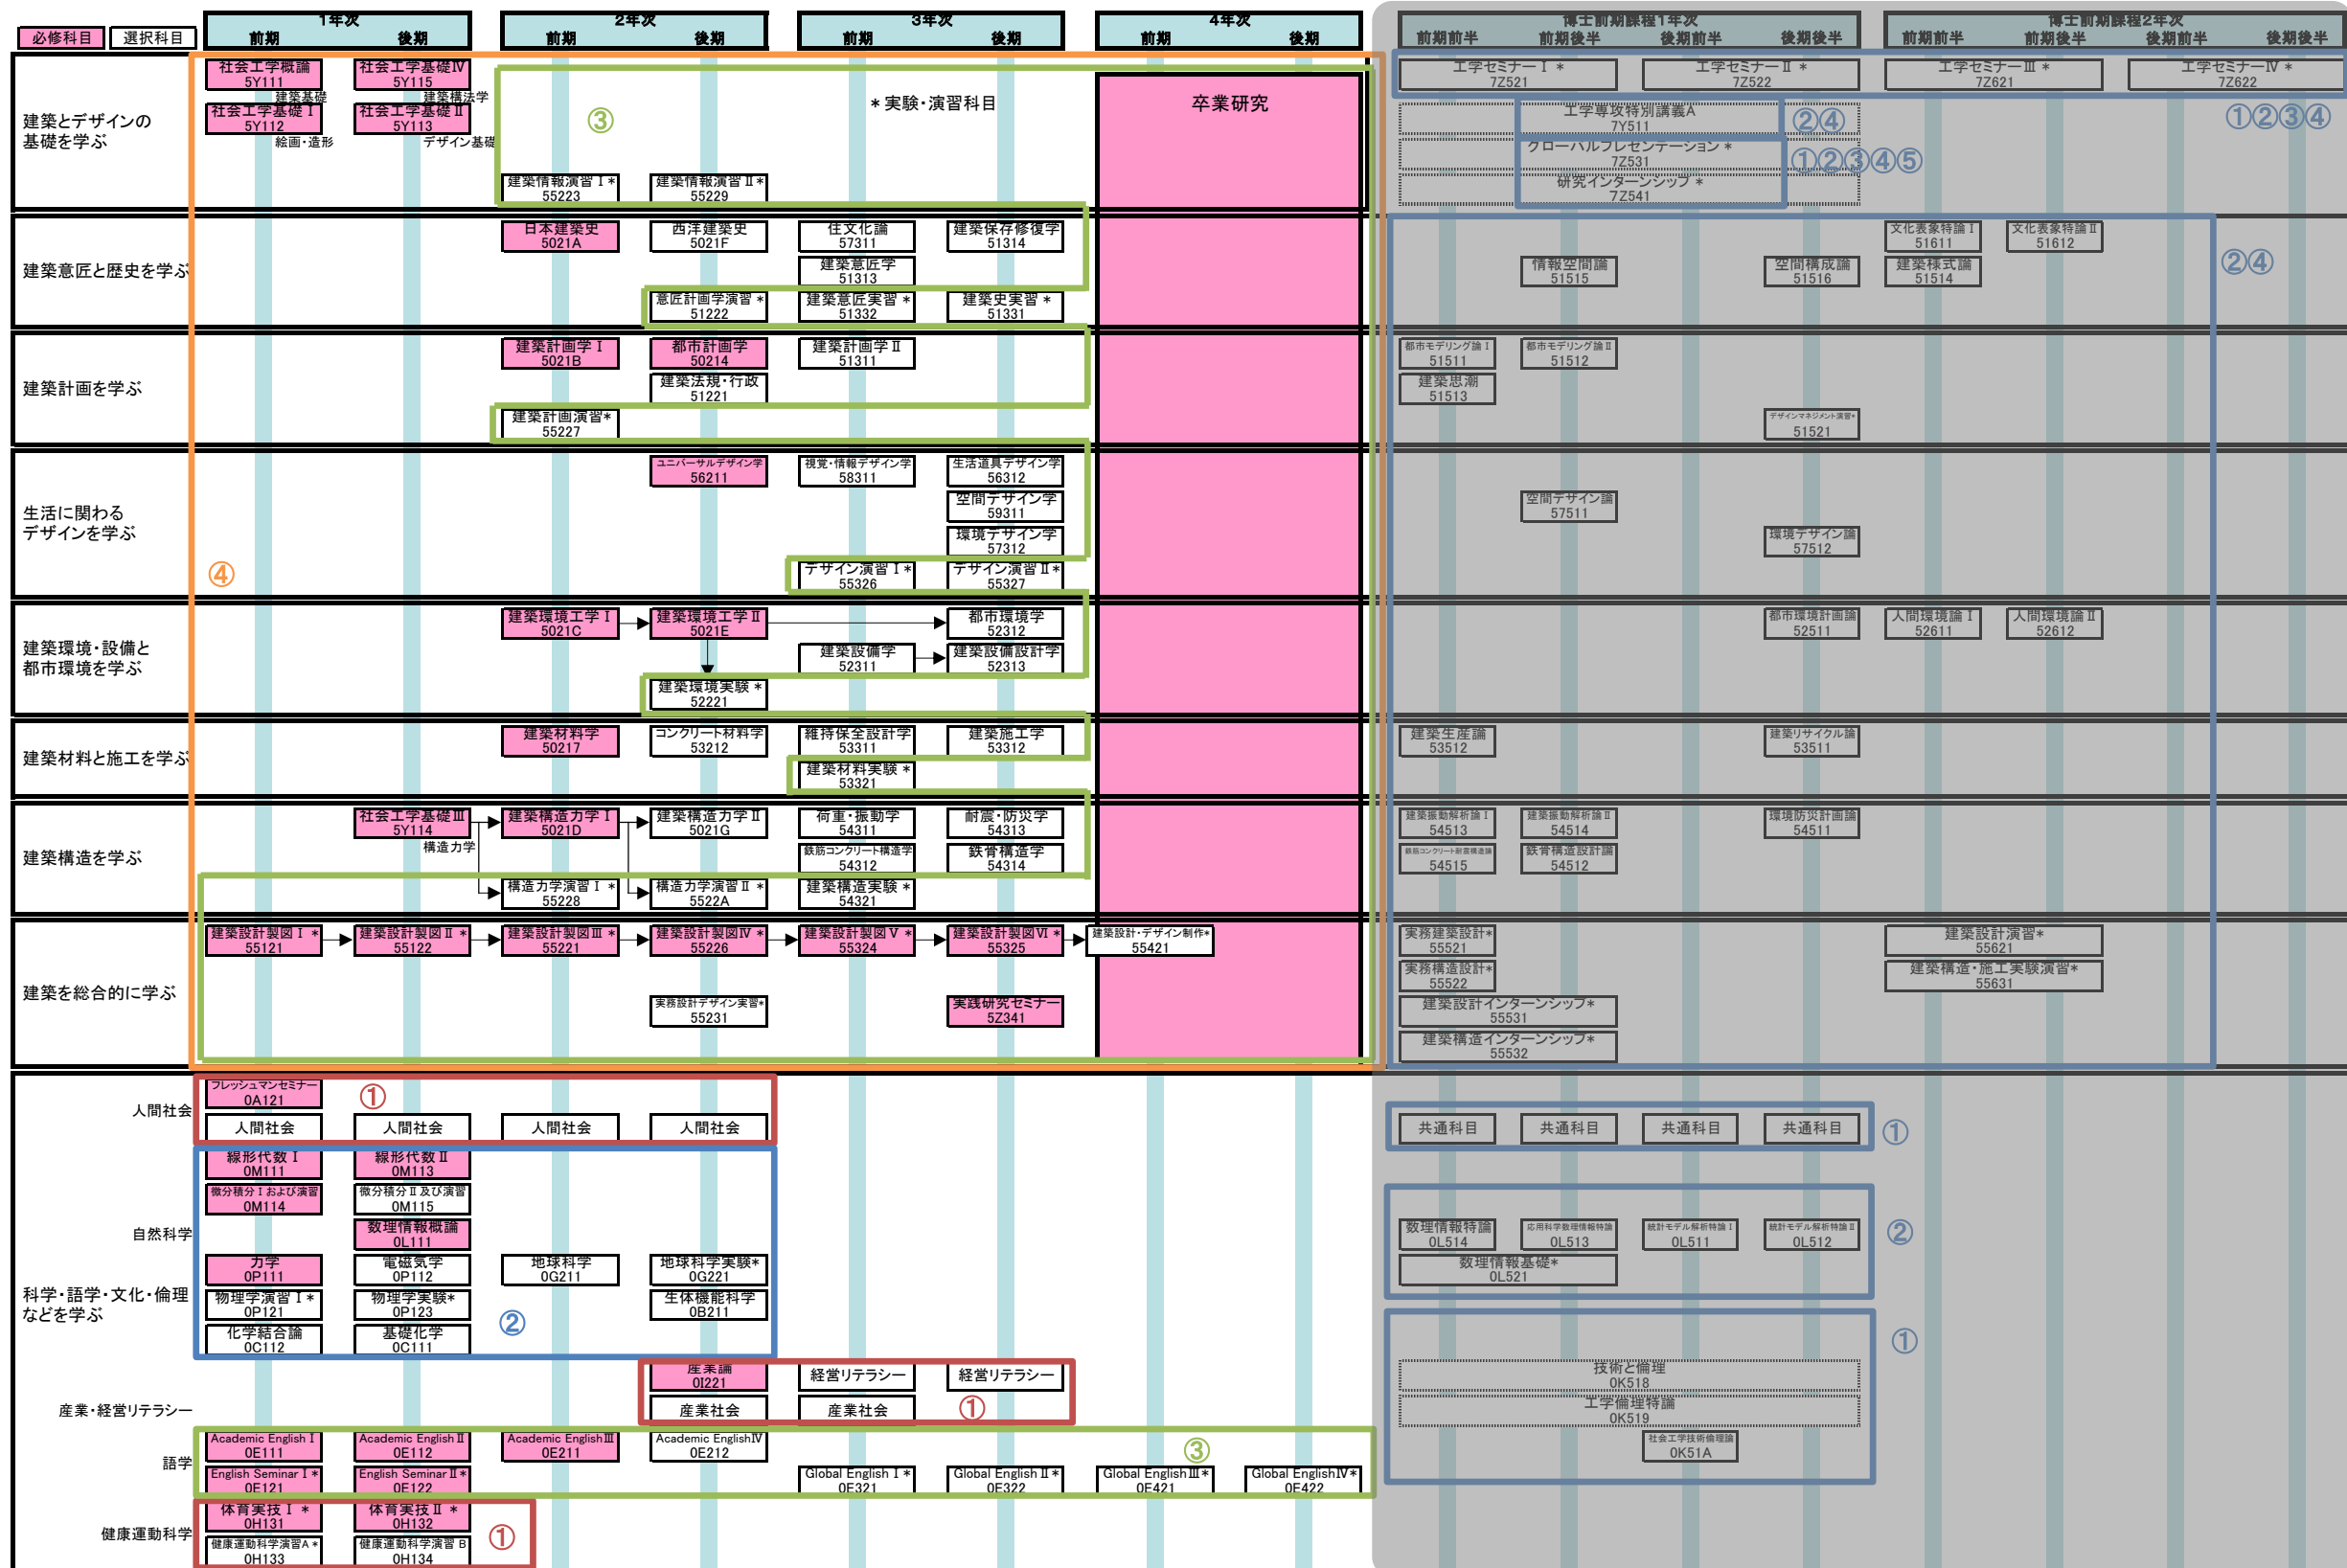 1年次 2年次 3年次 4年次 博士前期課程1年次 博士前期課程2年次
必修科目 選択科目 前期 後期 前期 後期 前期 後期 前期 後期 前期前半 前期後半 後期前半 後期後半 前期前半 前期後半 後期前半 後期後半
建築とデザインの
基礎を学ぶ
社会工学概論
5Y111
建築基礎
社会工学基礎Ⅳ
5Y115
建築構法学
社会工学基礎Ⅰ
5Y112
絵画・造形
社会工学基礎Ⅱ
5Y113
デザイン基礎
③
＊実験・演習科目
卒業研究
建築情報演習Ⅰ＊
55223
建築情報演習Ⅱ＊
55229
工学セミナーⅠ ＊
7Z521
工学セミナーⅡ ＊
7Z522
工学セミナーⅢ ＊
7Z621
工学セミナーⅣ ＊
7Z622
①②③④
工学専攻特別講義A
7Y511
②④
グローバルプレゼンテーション ＊
7Z531
①②③④⑤
研究インターンシップ ＊
7Z541
建築意匠と歴史を学ぶ
日本建築史
5021A
西洋建築史
5021F
住文化論
57311
建築保存修復学
51314
建築意匠学
51313
意匠計画学演習＊
51222
建築意匠実習＊
51332
建築史実習＊
51331
文化表象特論Ⅰ
51611
文化表象特論Ⅱ
51612
情報空間論
51515
空間構成論
51516
建築様式論
51514
②④
建築計画を学ぶ
建築計画学Ⅰ
5021B
都市計画学
50214
建築計画学Ⅱ
51311
建築法規・行政
51221
建築計画演習＊
55227
都市モデリング論Ⅰ
51511
都市モデリング論Ⅱ
51512
建築思潮
51513
デザインマネジメント演習＊
51521
生活に関わる
デザインを学ぶ
ユニバーサルデザイン学
56211
視覚・情報デザイン学
58311
生活道具デザイン学
56312
空間デザイン学
59311
環境デザイン学
57312
デザイン演習Ⅰ＊
55326
デザイン演習Ⅱ＊
55327
空間デザイン論
57511
環境デザイン論
57512
④
建築環境・設備と
都市環境を学ぶ
建築環境工学Ⅰ
5021C
建築環境工学Ⅱ
5021E
都市環境学
52312
建築設備学
52311
建築設備設計学
52313
建築環境実験＊
52221
都市環境計画論
52511
人間環境論Ⅰ
52611
人間環境論Ⅱ
52612
建築材料と施工を学ぶ
建築材料学
50217
コンクリート材料学
53212
維持保全設計学
53311
建築施工学
53312
建築材料実験＊
53321
建築生産論
53512
建築リサイクル論
53511
建築構造を学ぶ
社会工学基礎Ⅲ
5Y114
構造力学
建築構造力学Ⅰ
5021D
建築構造力学Ⅱ
5021G
荷重・振動学
54311
耐震・防災学
54313
鉄筋コンクリート構造学
54312
鉄骨構造学
54314
構造力学演習Ⅰ＊
55228
構造力学演習Ⅱ＊
5522A
建築構造実験＊
54321
建築振動解析論Ⅰ
54513
建築振動解析論Ⅱ
54514
環境防災計画論
54511
鉄筋コンクリート耐震構造論
54515
鉄骨構造設計論
54512
建築を総合的に学ぶ
建築設計製図Ⅰ＊
55121
建築設計製図Ⅱ＊
55122
建築設計製図Ⅲ＊
55221
建築設計製図Ⅳ＊
55226
建築設計製図Ⅴ＊
55324
建築設計製図Ⅵ＊
55325
建築設計・デザイン制作＊
55421
実務設計デザイン実習＊
55231
実践研究セミナー
5Z341
実務建築設計＊
55521
建築設計演習＊
55621
実務構造設計＊
55522
建築構造・施工実験演習＊
55631
建築設計インターンシップ＊
55531
建築構造インターンシップ＊
55532
科学・語学・文化・倫理
などを学ぶ
人間社会
フレッシュマンセミナー
0A121
①
人間社会 人間社会 人間社会 人間社会
共通科目 共通科目 共通科目 共通科目 ①
自然科学
線形代数Ⅰ
0M111
線形代数Ⅱ
0M113
微分積分Ⅰおよび演習
0M114
微分積分Ⅱ及び演習
0M115
数理情報概論
0L111
力学
0P111
電磁気学
0P112
地球科学
0G211
地球科学実験＊
0G221
物理学演習Ⅰ＊
0P121
物理学実験＊
0P123
生体機能科学
0B211
化学結合論
0C112
基礎化学
0C111
②
数理情報特論
0L514
応用科学数理情報特論
0L513
統計モデル解析特論Ⅰ
0L511
統計モデル解析特論Ⅱ
0L512
②
数理情報基礎＊
0L521
産業・経営リテラシー
産業論
0I221
経営リテラシー 経営リテラシー
産業社会 産業社会 ①
①
技術と倫理
0K518
工学倫理特論
0K519
社会工学技術倫理論
0K51A
語学
Academic English Ⅰ
0E111
Academic English Ⅱ
0E112
Academic EnglishⅢ
0E211
Academic EnglishⅣ
0E212
③
English Seminar Ⅰ＊
0E121
English Seminar Ⅱ＊
0E122
Global English Ⅰ＊
0E321
Global English Ⅱ＊
0E322
Global EnglishⅢ＊
0E421
Global EnglishⅣ＊
0E422
健康運動科学
体育実技Ⅰ ＊
0H131
体育実技Ⅱ ＊
0H132
①
健康運動科学演習A＊
0H133
健康運動科学演習 B
0H134